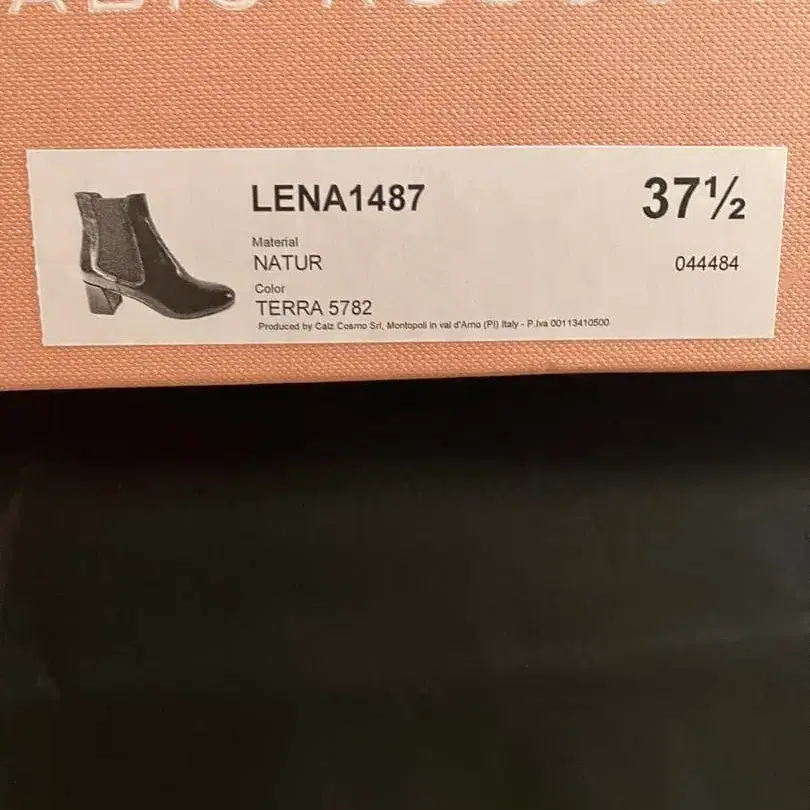 LENA1487
37½
Material
NATUR
044484
Color
TERRA 5782
Produced by Calz Cosmo Srl, Montopoli in val d'Arno (PI) Italy - P.Iva 00113410500